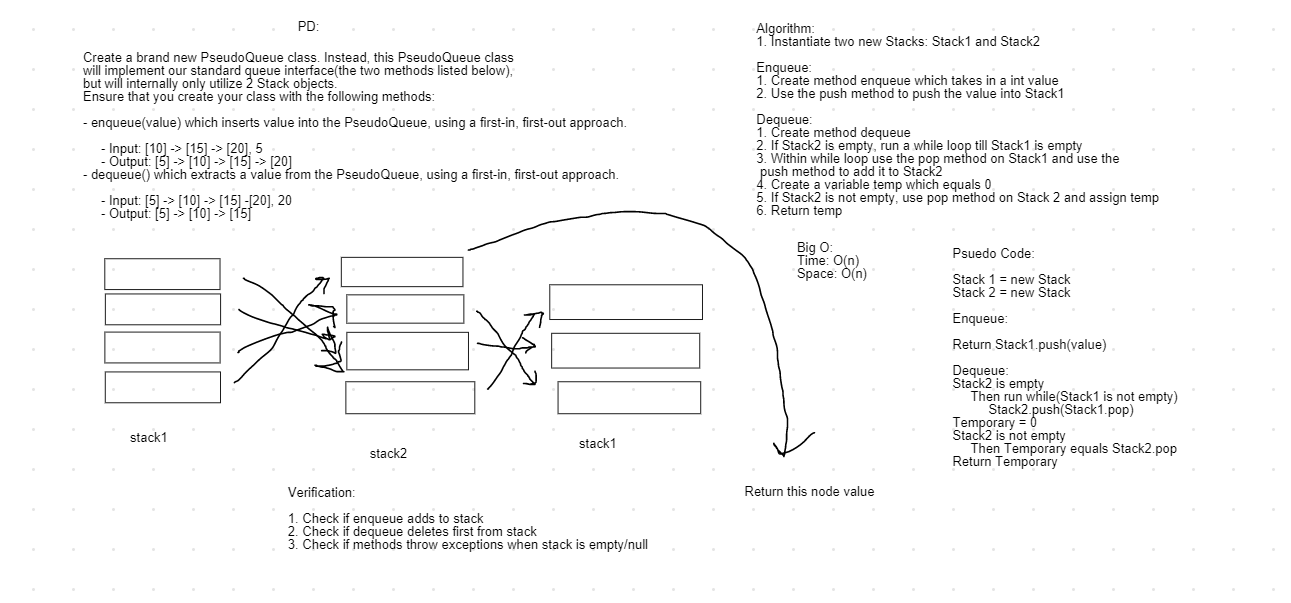 PD:
Create a brand new PseudoQueue class. Instead, this PseudoQueue class
will implement our standard queue interface(the two methods listed below),
but will internally only utilize 2 Stack objects.
Ensure that you create your class with the following methods:
- enqueue(value) which inserts value into the PseudoQueue, using a first-in, first-out approach.
- Input: [10] -> [15] -> [20], 5
- Output: [5] -> [10] -> [15] -> [20]
- dequeue() which extracts a value from the PseudoQueue, using a first-in, first-out approach.
- Input: [5] -> [10] -> [15] -[20], 20
- Output: [5] -> [10] -> [15]
Algorithm:
1. Instantiate two new Stacks: Stack1 and Stack2
Enqueue:
1. Create method enqueue which takes in a int value
2. Use the push method to push the value into Stack1
Dequeue:
1. Create method dequeue
2. If Stack2 is empty, run a while loop till Stack1 is empty
3. Within while loop use the pop method on Stack1 and use the
push method to add it to Stack2
4. Create a variable temp which equals 0
5. If Stack2 is not empty, use pop method on Stack 2 and assign temp
6. Return temp
Big O:
Time: O(n)
Space: O(n)
Psuedo Code:
Stack 1 = new Stack
Stack 2 = new Stack
Enqueue:
Return Stack1.push(value)
Dequeue:
Stack2 is empty
Then run while(Stack1 is not empty)
Stack2.push(Stack1.pop)
Temporary = 0
Stack2 is not empty
Then Temporary equals Stack2.pop
Return Temporary
stack1
stack2
stack1
Return this node value
Verification:
1. Check if enqueue adds to stack
2. Check if dequeue deletes first from stack
3. Check if methods throw exceptions when stack is empty/null